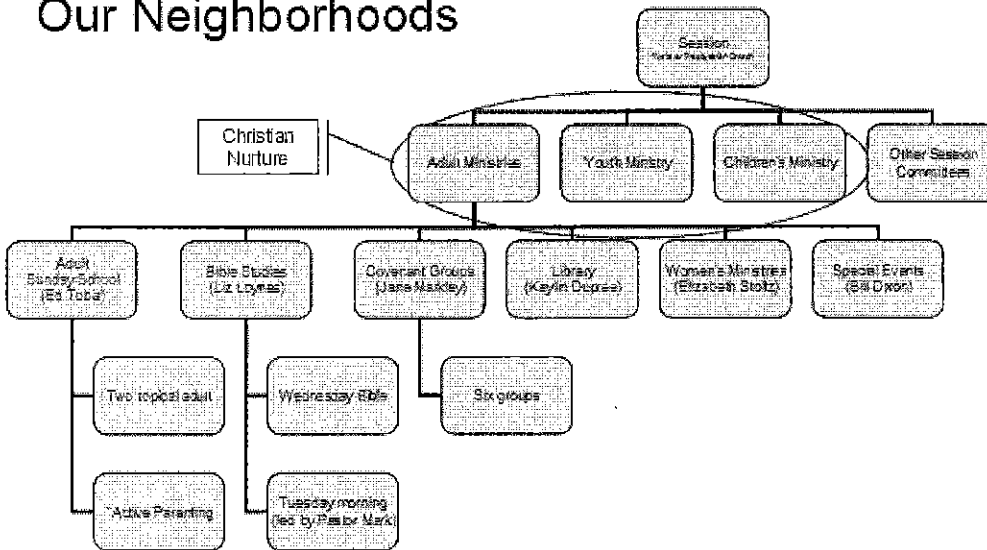 Our Neighborhoods
Session
Christian
Nurture
Adult Ministries
Youth Ministry
Children's Ministry
Other Session
Committees
Adult
Sunday School
(Ed Toba)
Bible Studies
(Liz Loynes)
Covenant Groups
(Jane Markley)
Library
(Kaylin Dupree)
Women's Ministries
(Elizabeth Stoltz)
Special Events
(Bill Dixon)
Two topical adult
Wednesday Bible
Six groups
"Active Parenting
Tuesday morning
(led by Pastor Mark)